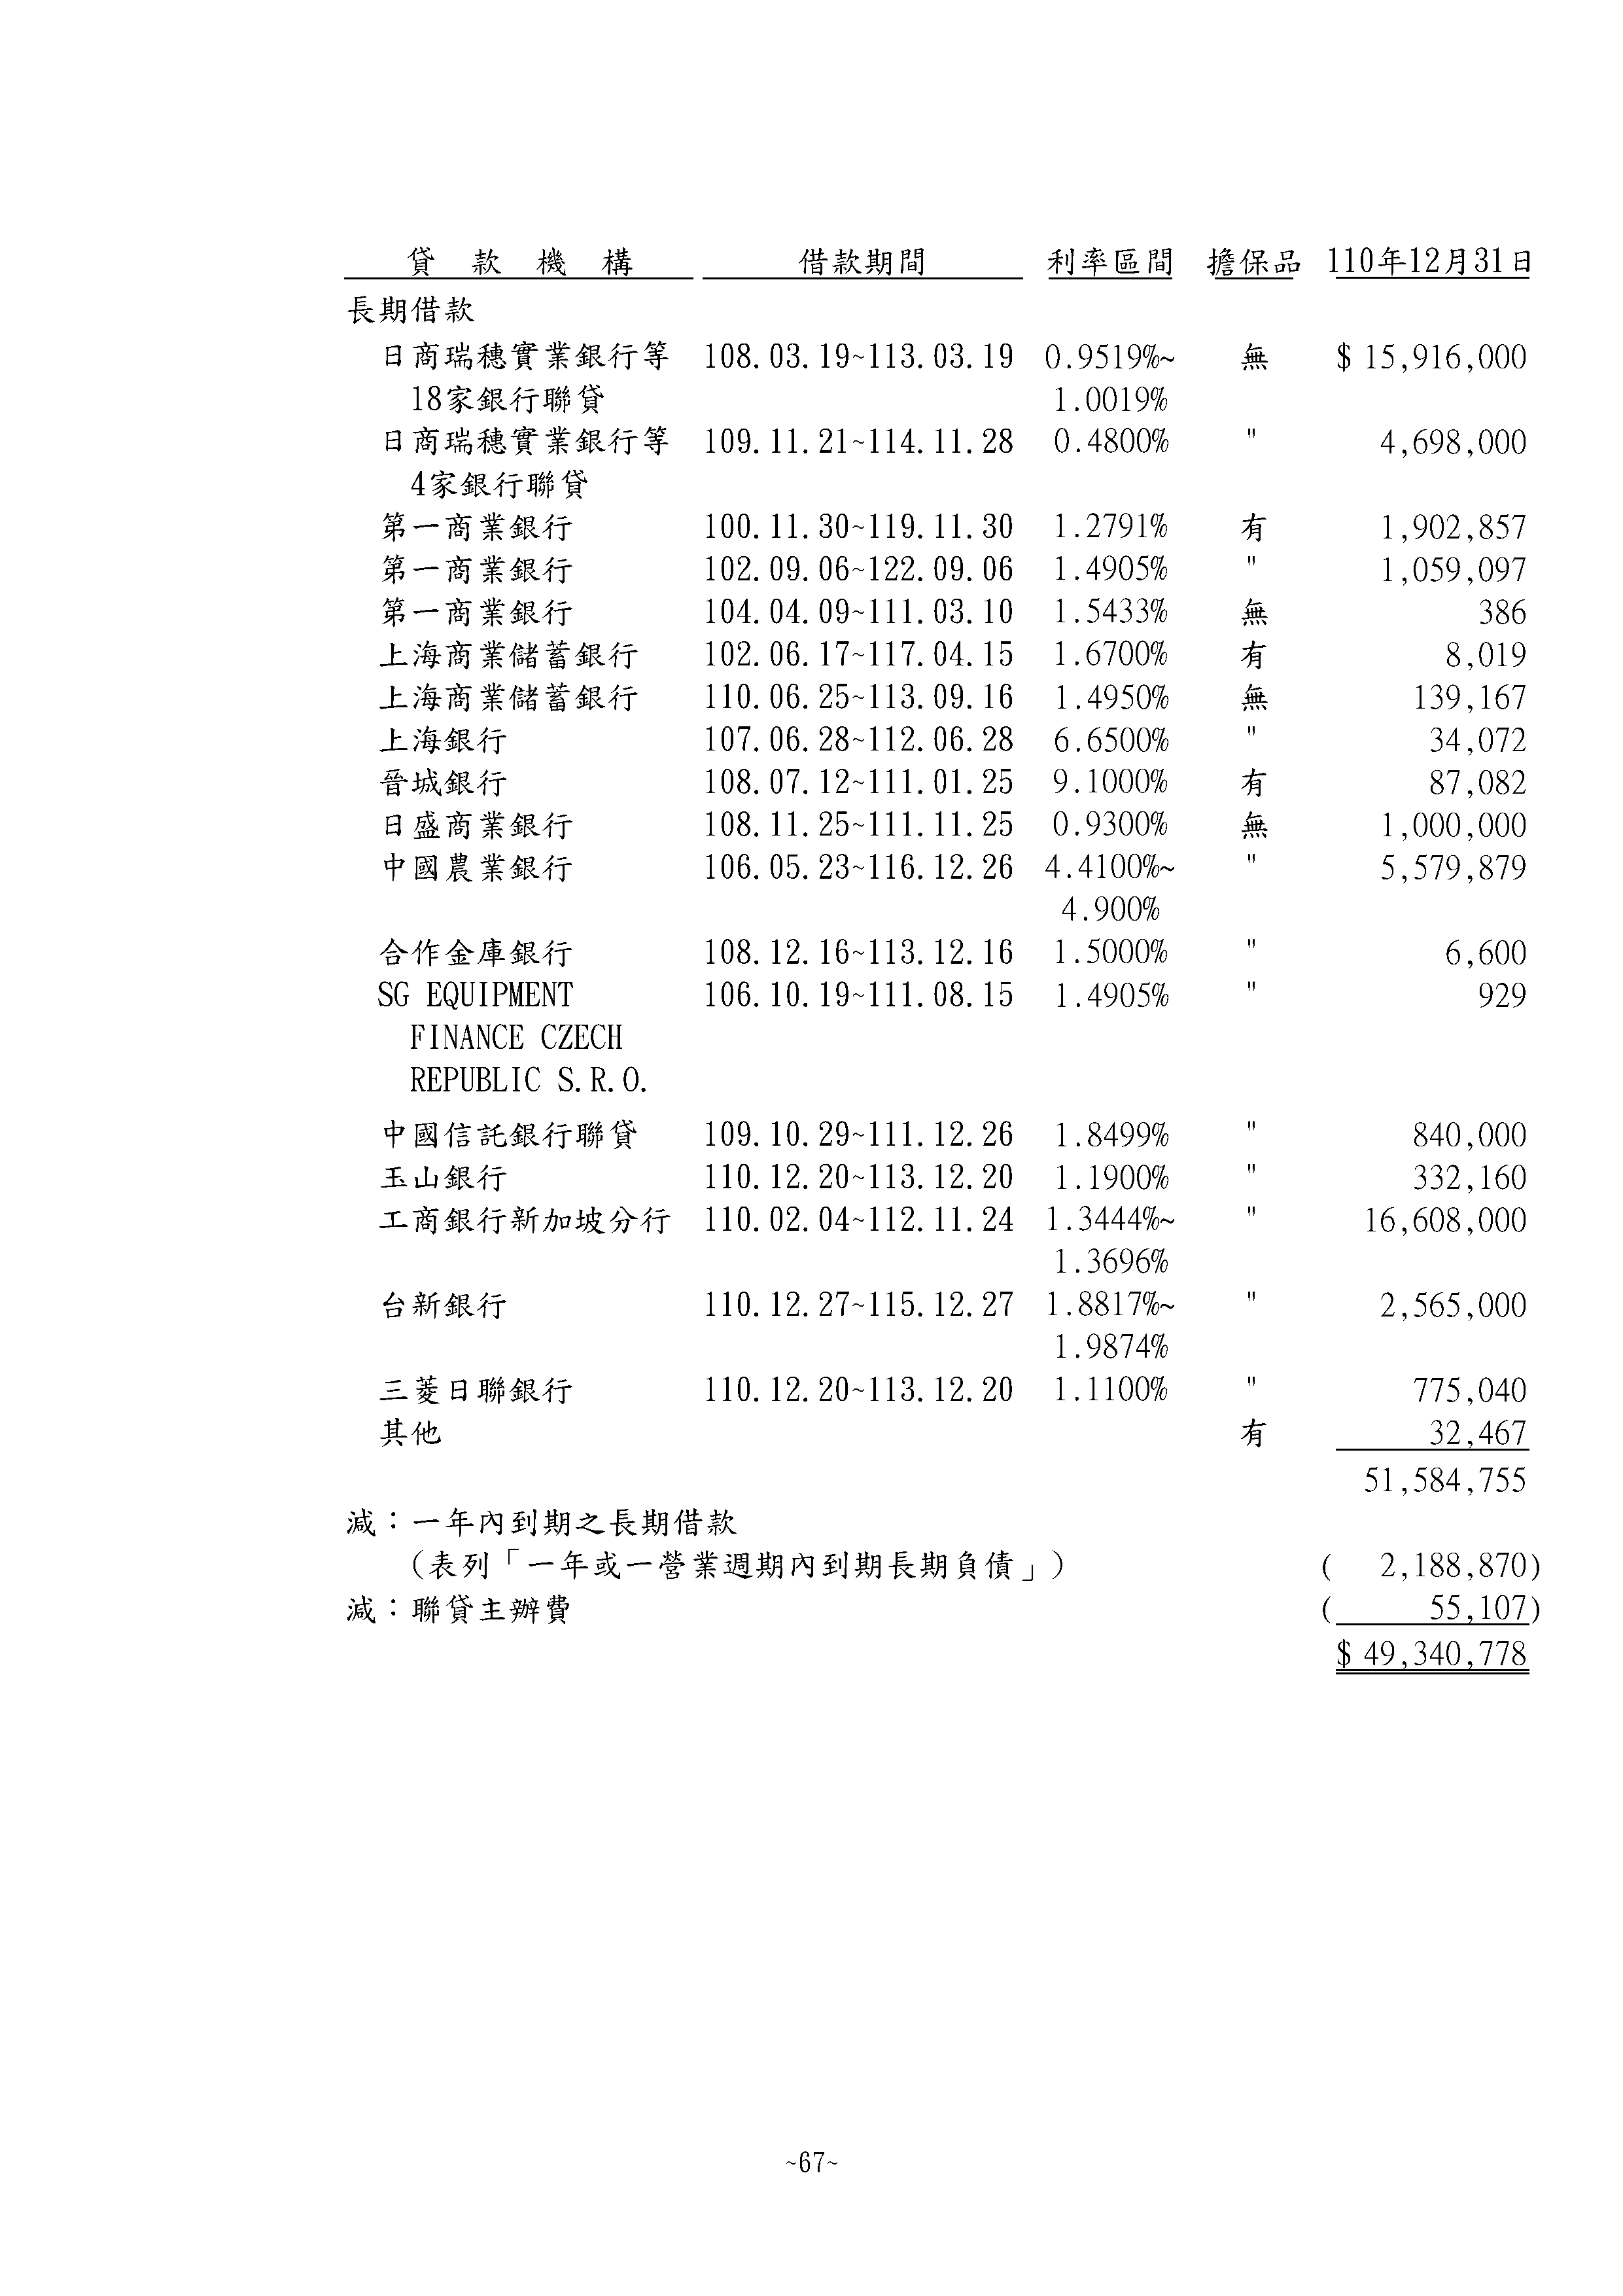 貸 款 機 構 借款期間 利率區間 擔保品 110年12月31日
長期借款
日商瑞穗實業銀行等 108.03.19~113.03.19 0.9519%~ 無 $ 15,916,000
18家銀行聯貸 1.0019%
日商瑞穗實業銀行等 109.11.21~114.11.28 0.4800% " 4,698,000
4家銀行聯貸
第一商業銀行 100.11.30~119.11.30 1.2791% 有 1,902,857
第一商業銀行 102.09.06~122.09.06 1.4905% " 1,059,097
第一商業銀行 104.04.09~111.03.10 1.5433% 無 386
上海商業儲蓄銀行 102.06.17~117.04.15 1.6700% 有 8,019
上海商業儲蓄銀行 110.06.25~113.09.16 1.4950% 無 139,167
上海銀行 107.06.28~112.06.28 6.6500% " 34,072
晉城銀行 108.07.12~111.01.25 9.1000% 有 87,082
日盛商業銀行 108.11.25~111.11.25 0.9300% 無 1,000,000
中國農業銀行 106.05.23~116.12.26 4.4100%~ " 5,579,879
4.900%
合作金庫銀行 108.12.16~113.12.16 1.5000% " 6,600
SG EQUIPMENT 106.10.19~111.08.15 1.4905% " 929
FINANCE CZECH
REPUBLIC S.R.O.
中國信託銀行聯貸 109.10.29~111.12.26 1.8499% " 840,000
玉山銀行 110.12.20~113.12.20 1.1900% " 332,160
工商銀行新加坡分行 110.02.04~112.11.24 1.3444%~ " 16,608,000
1.3696%
台新銀行 110.12.27~115.12.27 1.8817%~ " 2,565,000
1.9874%
三菱日聯銀行 110.12.20~113.12.20 1.1100% " 775,040
其他 有 32,467
51,584,755
減：一年內到期之長期借款
（表列「一年或一營業週期內到期長期負債」） ( 2,188,870)
減：聯貸主辦費 ( 55,107)
$ 49,340,778
~67~